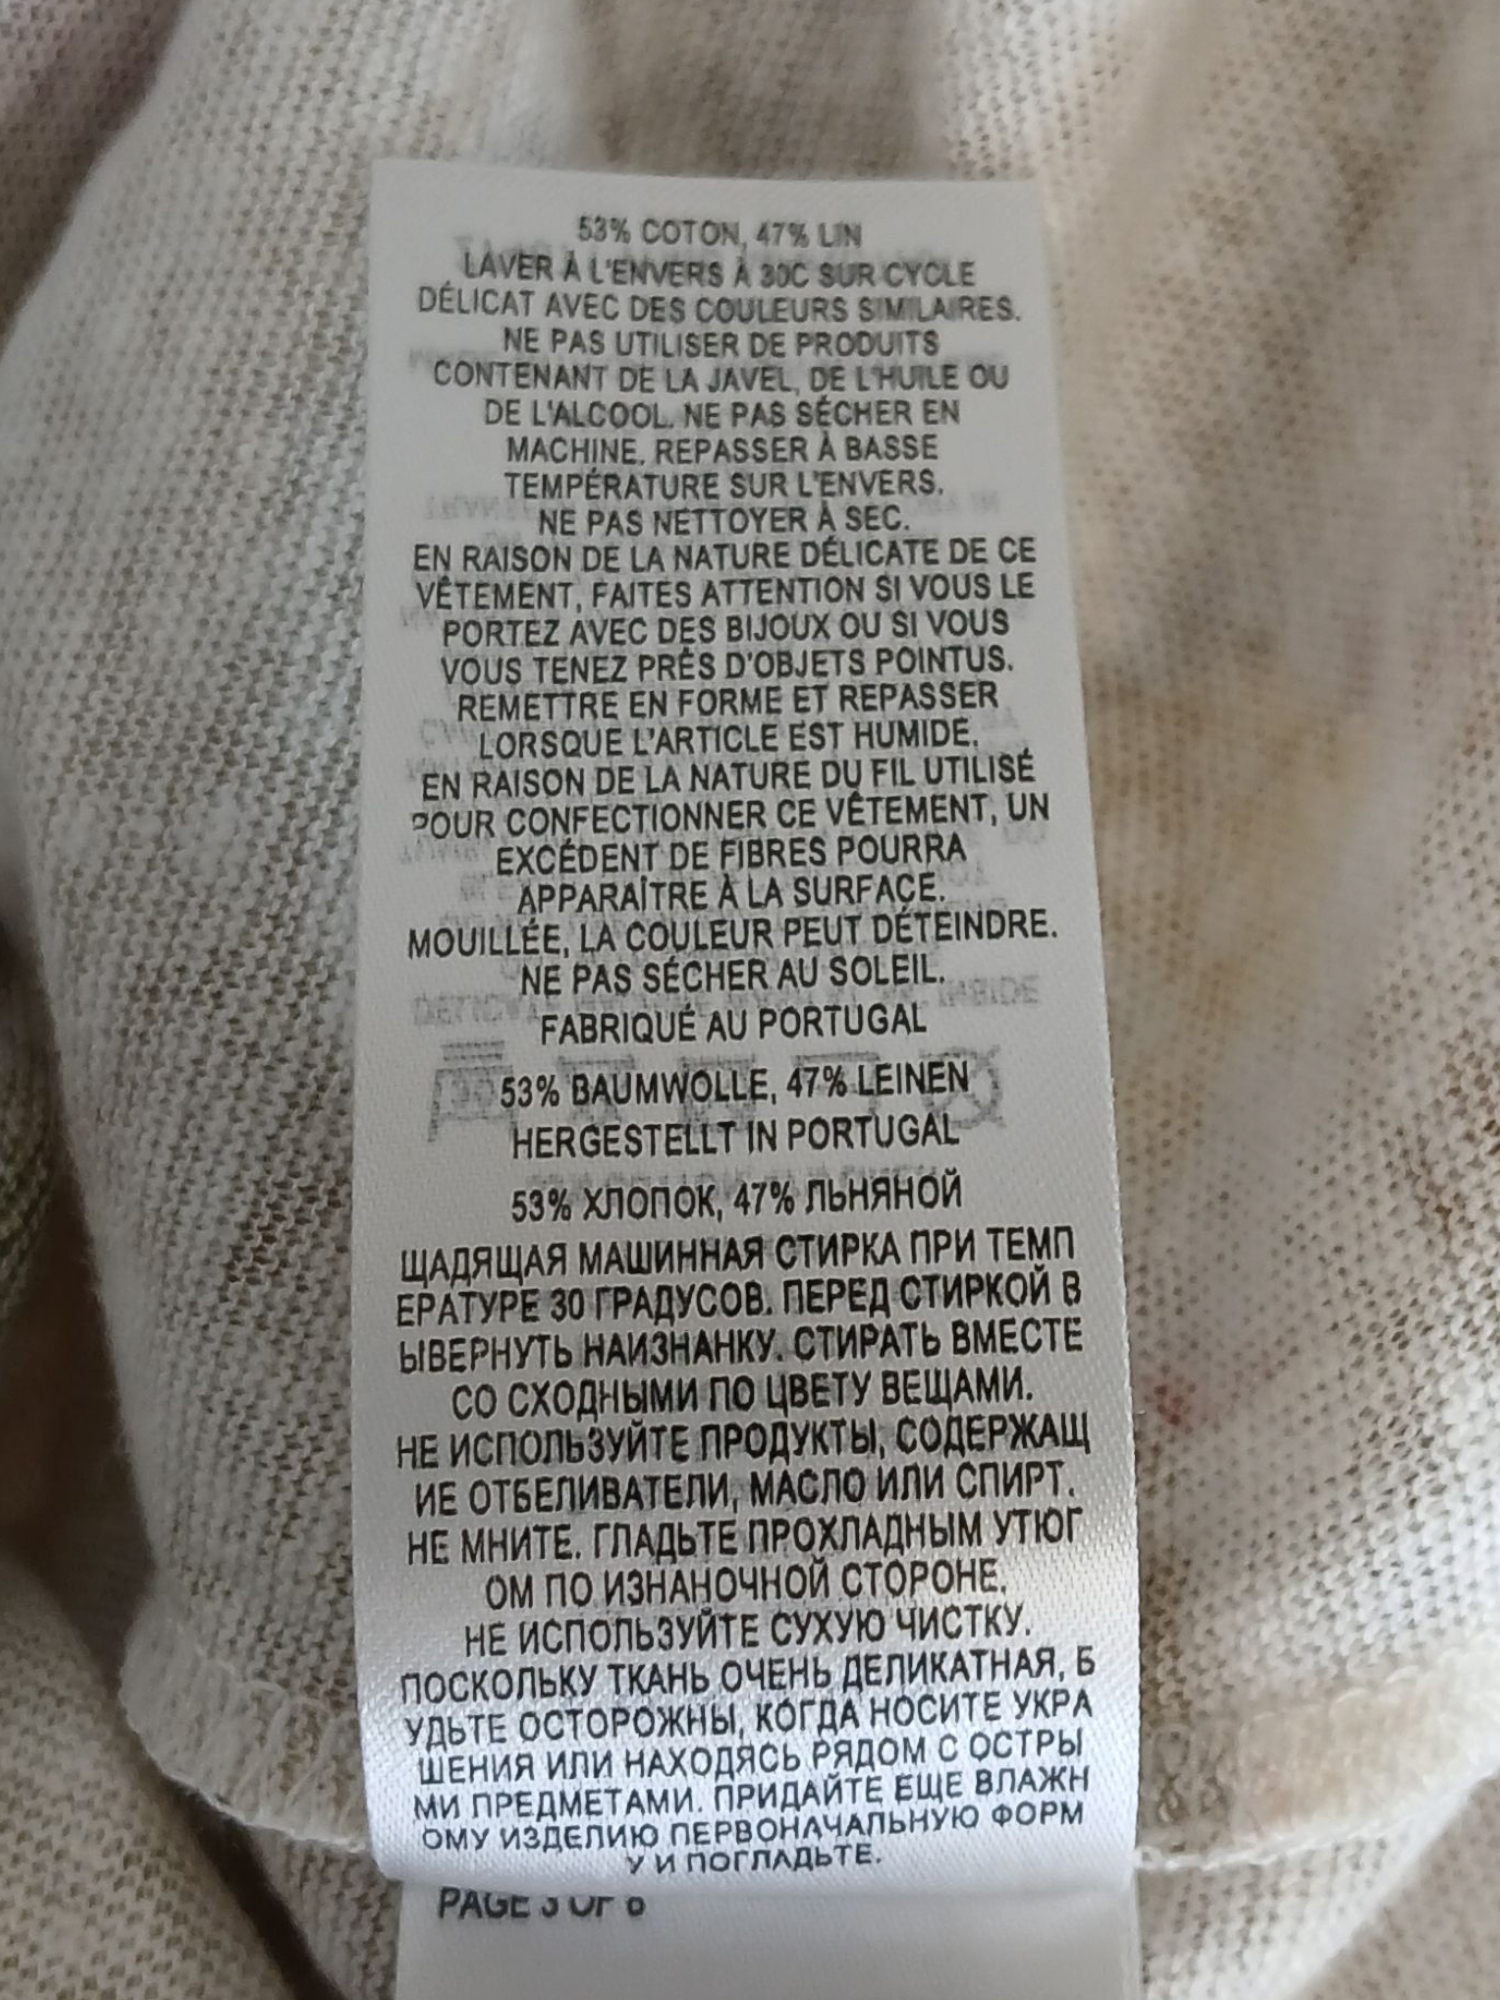 53% COTON, 47% LIN
LAVER À L'ENVERS À 30C SUR CYCLE
DÉLICAT AVEC DES COULEURS SIMILAIRES.
NE PAS UTILISER DE PRODUITS
CONTENANT DE LA JAVEL, DE L'HUILE OU
DE L'ALCOOL. NE PAS SÉCHER EN
MACHINE. REPASSER À BASSE
TEMPÉRATURE SUR L'ENVERS.
NE PAS NETTOYER À SEC.
EN RAISON DE LA NATURE DÉLICATE DE CE
VÊTEMENT, FAITES ATTENTION SI VOUS LE
PORTEZ AVEC DES BIJOUX OU SI VOUS
VOUS TENEZ PRÈS D'OBJETS POINTUS.
REMETTRE EN FORME ET REPASSER
LORSQUE L'ARTICLE EST HUMIDE.
EN RAISON DE LA NATURE DU FIL UTILISÉ
POUR CONFECTIONNER CE VÊTEMENT, UN
EXCÉDENT DE FIBRES POURRA
APPARAÎTRE À LA SURFACE.
MOUILLÉE, LA COULEUR PEUT DÉTEINDRE.
NE PAS SÉCHER AU SOLEIL.
FABRIQUÉ AU PORTUGAL
53% BAUMWOLLE, 47% LEINEN
HERGESTELLT IN PORTUGAL
53% ХЛОПОК, 47% ЛЬНЯНОЙ
ЩАДЯЩАЯ МАШИННАЯ СТИРКА ПРИ ТЕМП
ЕРАТУРЕ 30 ГРАДУСОВ. ПЕРЕД СТИРКОЙ В
ЫВЕРНУТЬ НАИЗНАНКУ. СТИРАТЬ ВМЕСТЕ
СО СХОДНЫМИ ПО ЦВЕТУ ВЕЩАМИ.
НЕ ИСПОЛЬЗУЙТЕ ПРОДУКТЫ, СОДЕРЖАЩ
ИЕ ОТБЕЛИВАТЕЛИ, МАСЛО ИЛИ СПИРТ.
НЕ МНИТЕ. ГЛАДЬТЕ ПРОХЛАДНЫМ УТЮГ
ОМ ПО ИЗНАНОЧНОЙ СТОРОНЕ.
НЕ ИСПОЛЬЗУЙТЕ СУХУЮ ЧИСТКУ.
ПОСКОЛЬКУ ТКАНЬ ОЧЕНЬ ДЕЛИКАТНАЯ, Б
УДЬТЕ ОСТОРОЖНЫ, КОГДА НОСИТЕ УКРА
ШЕНИЯ ИЛИ НАХОДЯСЬ РЯДОМ С ОСТРЫ
МИ ПРЕДМЕТАМИ. ПРИДАЙТЕ ЕЩЕ ВЛАЖН
ОМУ ИЗДЕЛИЮ ПЕРВОНАЧАЛЬНУЮ ФОРМ
У И ПОГЛАДЬТЕ.
PAGE 3 OF 6